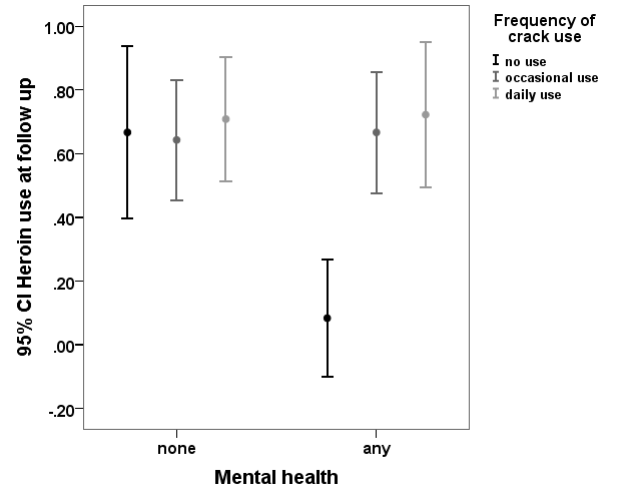 Frequency of
crack use
no use
occasional use
daily use
95% CI Heroin use at follow up
1.00
.80
.60
.40
.20
.00
-.20
none
any
Mental health